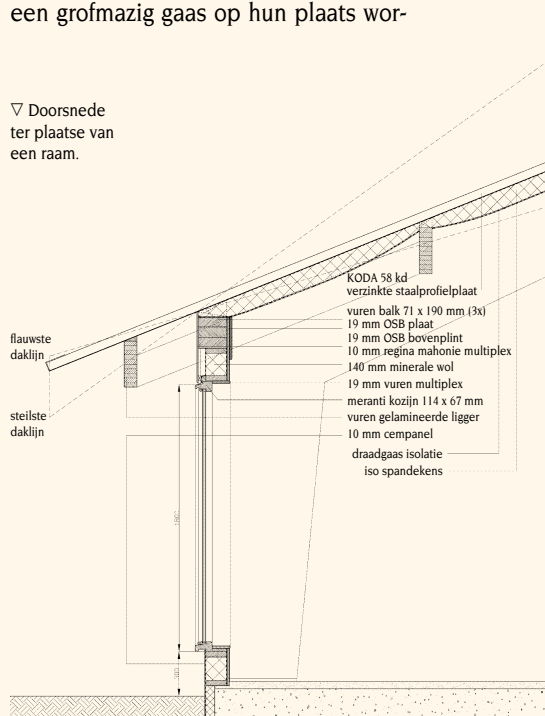 een grofmazig gaas op hun plaats wor-
▽ Doorsnede
ter plaatse van
een raam.
KODA 58 kd
verzinkte staalprofielplaat
vuren balk 71 x 190 mm (3x)
19 mm OSB plaat
19 mm OSB bovenplint
10 mm regina mahonie multiplex
140 mm minerale wol
19 mm vuren multiplex
meranti kozijn 114 x 67 mm
vuren gelamineerde ligger
10 mm cempanel
draadgaas isolatie
iso spandekens
flauwste
daklijn
steilste
daklijn